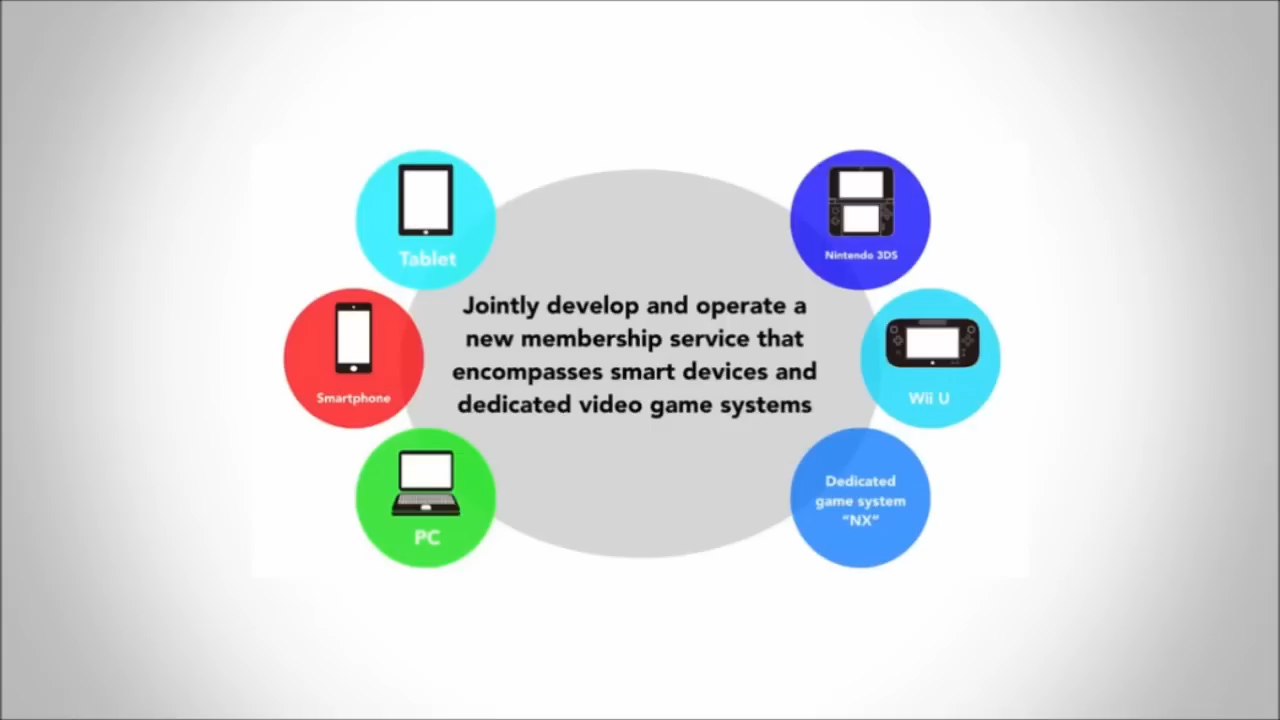 Tablet
Nintendo 3DS
Jointly develop and operate a
new membership service that
encompasses smart devices and
dedicated video game systems
Smartphone
Wii U
PC
Dedicated
game system
“NX”